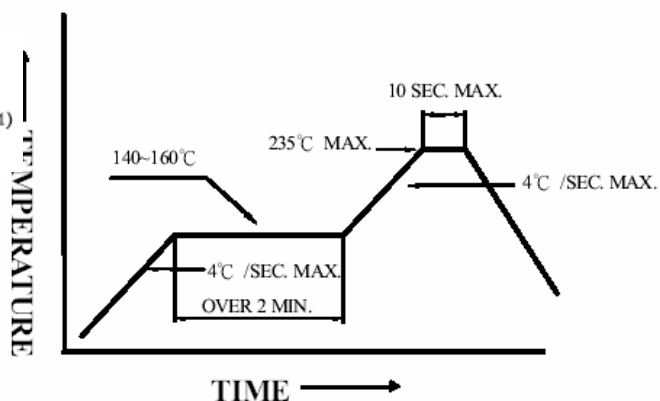 10 SEC. MAX.
235℃ MAX.
140~160℃
4℃ /SEC. MAX.
4℃ /SEC. MAX.
OVER 2 MIN.
TEMPERATURE
TIME